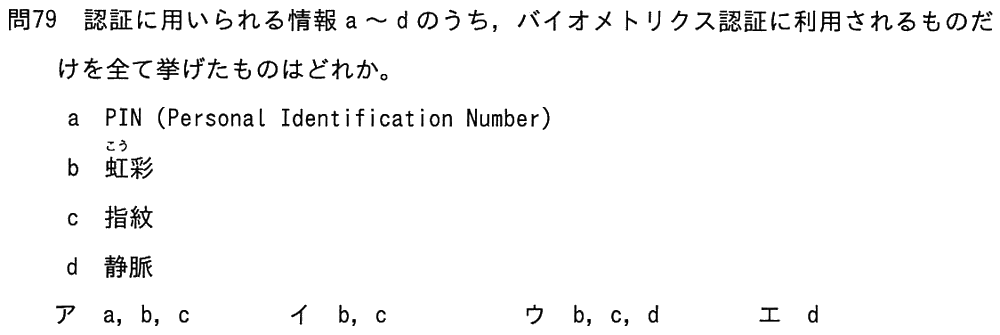 問79 認証に用いられる情報 a ～ d のうち，バイオメトリクス認証に利用されるものだ
けを全て挙げたものはどれか。
a PIN (Personal Identification Number)
こう
b 虹彩
c 指紋
d 静脈
ア a, b, c イ b, c ウ b, c, d エ d